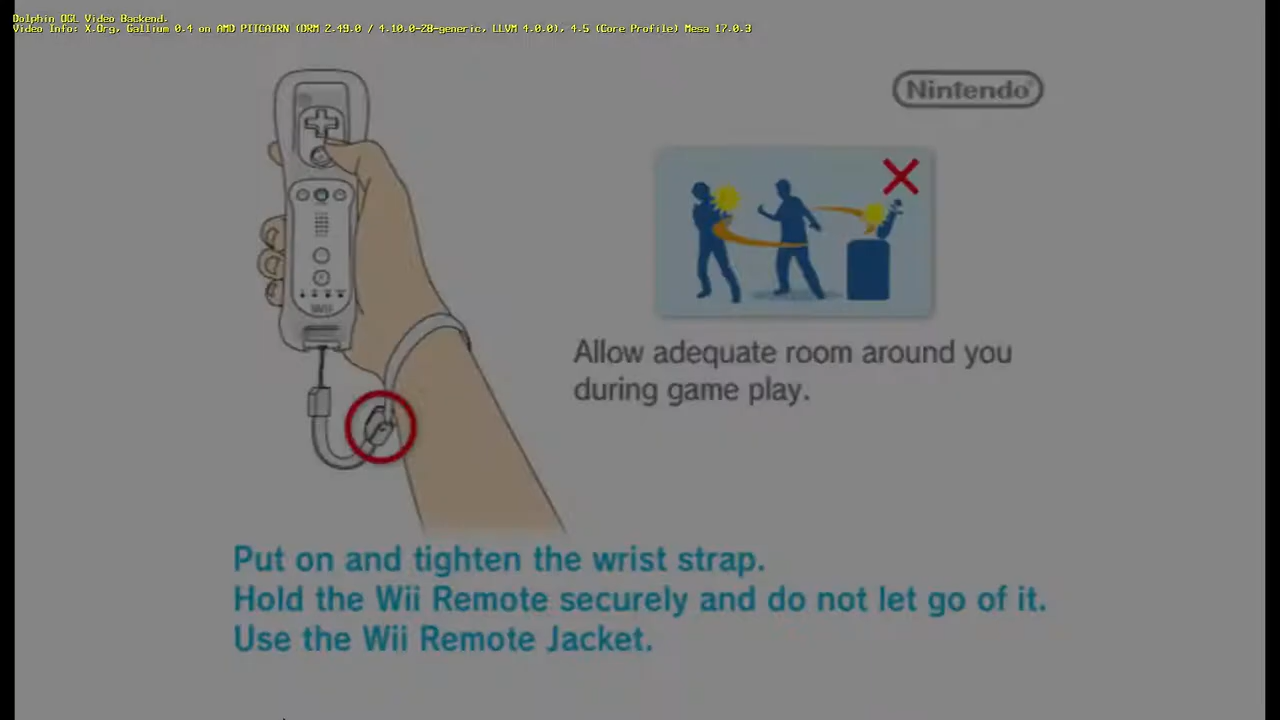 Dolphin OGL Video Backend.
Video Info: X.Org, Gallium 0.4 on AMD PITCAIRN (DRM 2.49.0 / 4.10.0-28-generic, LLVM 4.0.0), 4.5 (Core Profile) Mesa 17.0.3
Nintendo
Wii
Allow adequate room around you
during game play.
Put on and tighten the wrist strap.
Hold the Wii Remote securely and do not let go of it.
Use the Wii Remote Jacket.